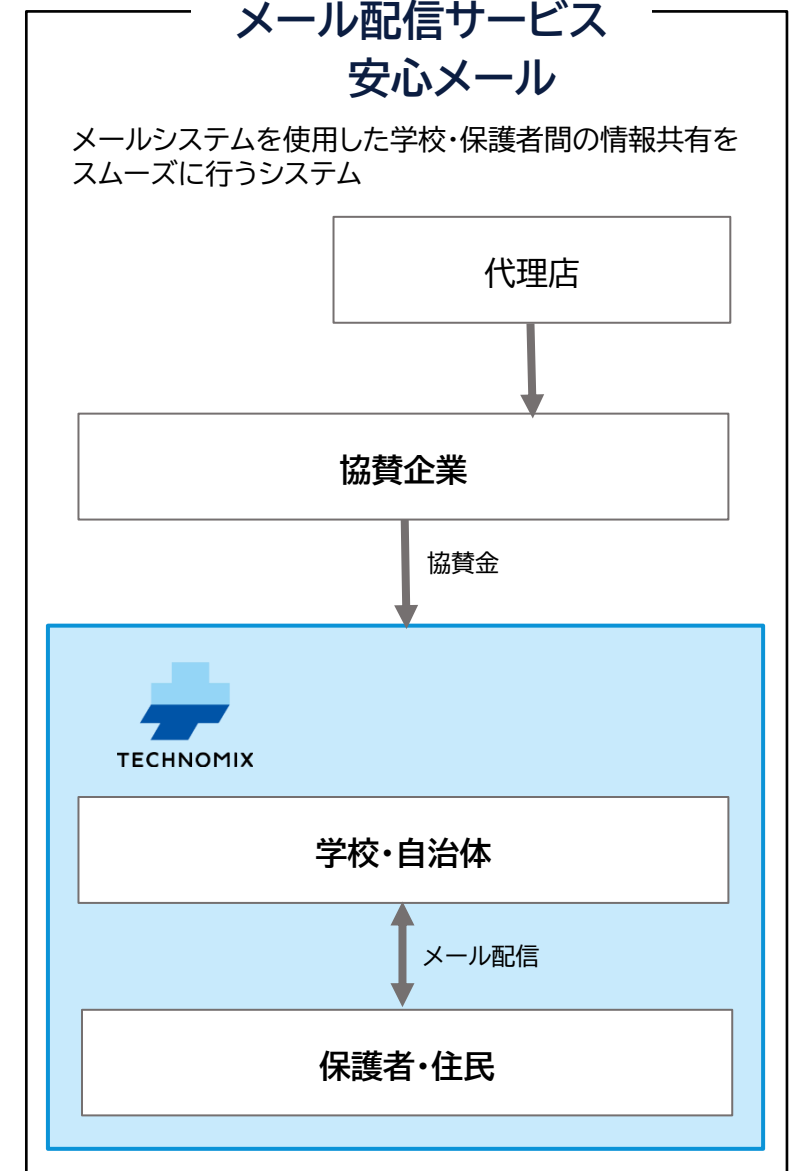 メール配信サービス
安心メール
メールシステムを使用した学校・保護者間の情報共有を
スムーズに行うシステム
代理店
協賛企業
協賛金
TECHNOMIX
学校・自治体
メール配信
保護者・住民